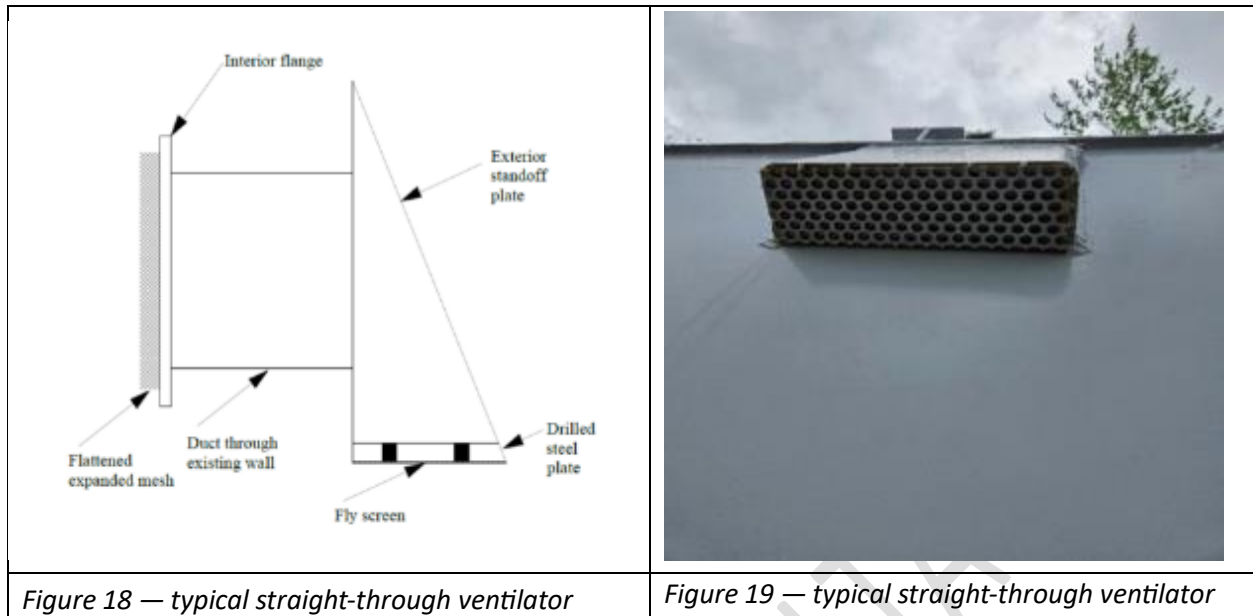 Interior flange
Exterior
standoff
plate
Drilled
steel
plate
Duct through
existing wall
Flattened
expanded mesh
Fly screen
Figure 18 — typical straight-through ventilator
Figure 19 — typical straight-through ventilator